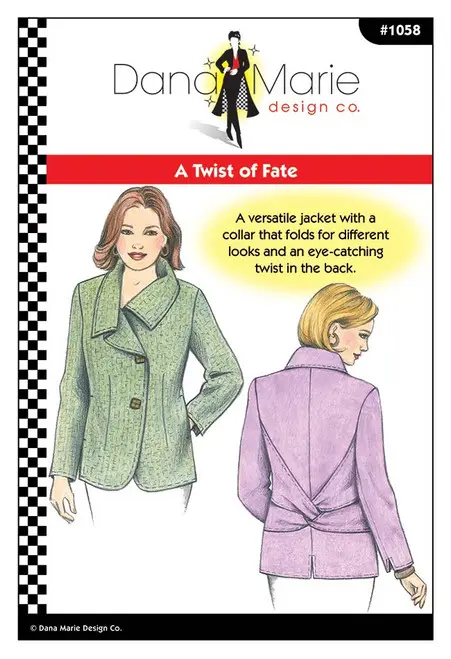 #1058
Dana Marie
design co.
A Twist of Fate
A versatile jacket with a
collar that folds for different
looks and an eye-catching
twist in the back.
© Dana Marie Design Co.